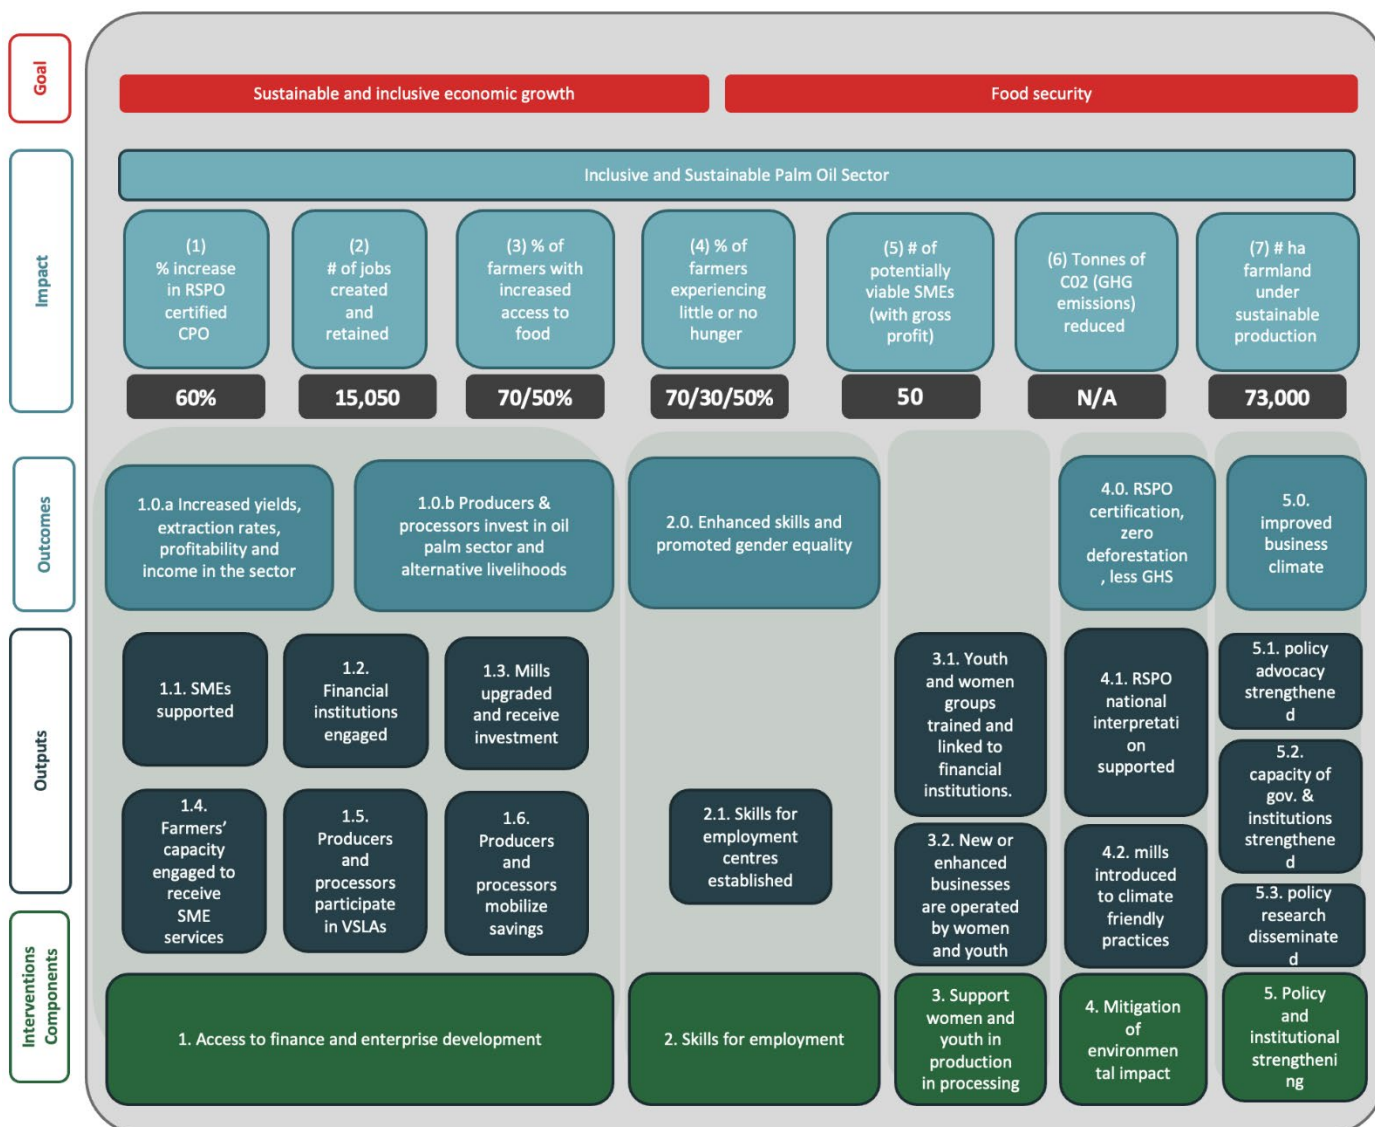 Goal
Sustainable and inclusive economic growth
Food security
Impact
Inclusive and Sustainable Palm Oil Sector
(1)
% increase
in RSPO
certified
CPO
(2)
# of jobs
created
and
retained
(3) % of
farmers with
increased
access to
food
(4) % of
farmers
experiencing
little or no
hunger
(5) # of
potentially
viable SMEs
(with gross
profit)
(6) Tonnes of
C02 (GHG
emissions)
reduced
(7) # ha
farmland
under
sustainable
production
60%
15,050
70/50%
70/30/50%
50
N/A
73,000
Outcomes
1.0.a Increased yields,
extraction rates,
profitability and
income in the sector
1.0.b Producers &
processors invest in oil
palm sector and
alternative livelihoods
2.0. Enhanced skills and
promoted gender equality
4.0. RSPO
certification,
zero
deforestation
, less GHS
5.0.
improved
business
climate
Outputs
1.1. SMEs
supported
1.2.
Financial
institutions
engaged
1.3. Mills
upgraded
and receive
investment
1.4.
Farmers’
capacity
engaged to
receive
SME
services
1.5.
Producers
and
processors
participate
in VSLAs
1.6.
Producers
and
processors
mobilize
savings
2.1. Skills for
employment
centres
established
3.1. Youth
and women
groups
trained and
linked to
financial
institutions.
3.2. New or
enhanced
businesses
are operated
by women
and youth
4.1. RSPO
national
interpretati
on
supported
4.2. mills
introduced
to climate
friendly
practices
5.1. policy
advocacy
strengthene
d
5.2.
capacity of
gov. &
institutions
strengthene
d
5.3. policy
research
disseminate
d
Interventions
Components
1. Access to finance and enterprise development
2. Skills for employment
3. Support
women and
youth in
production
in processing
4. Mitigation
of
environmen
tal impact
5. Policy
and
institutional
strengtheni
ng